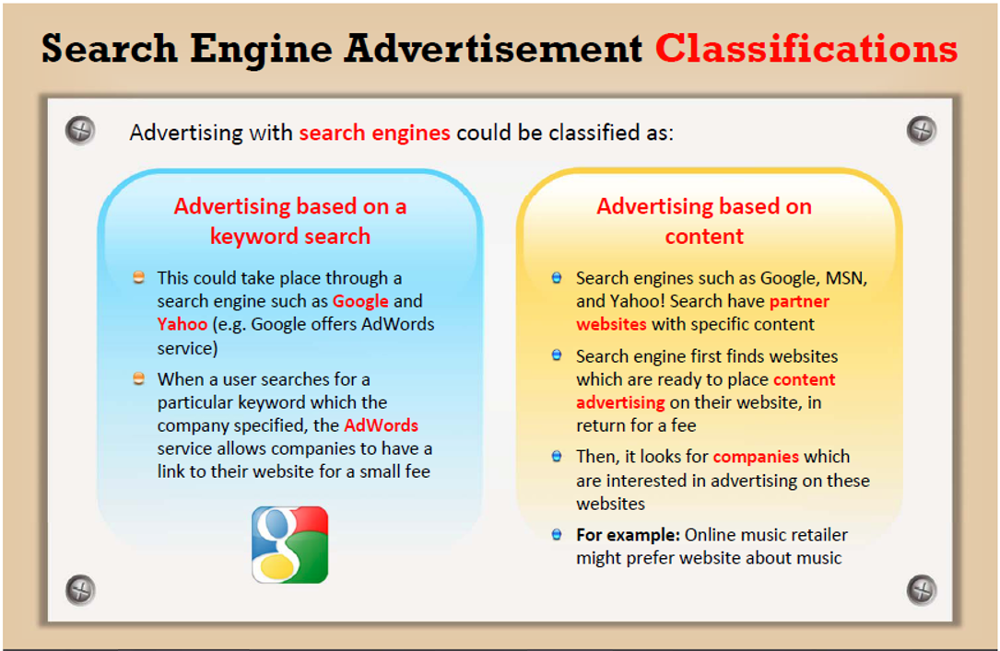 Search Engine Advertisement Classifications
Advertising with search engines could be classified as:
Advertising based on a
keyword search
This could take place through a
search engine such as Google and
Yahoo (e.g. Google offers AdWords
service)
When a user searches for a
particular keyword which the
company specified, the AdWords
service allows companies to have a
link to their website for a small fee
g
Advertising based on
content
Search engines such as Google, MSN,
and Yahoo! Search have partner
websites with specific content
Search engine first finds websites
which are ready to place content
advertising on their website, in
return for a fee
Then, it looks for companies which
are interested in advertising on these
websites
For example: Online music retailer
might prefer website about music